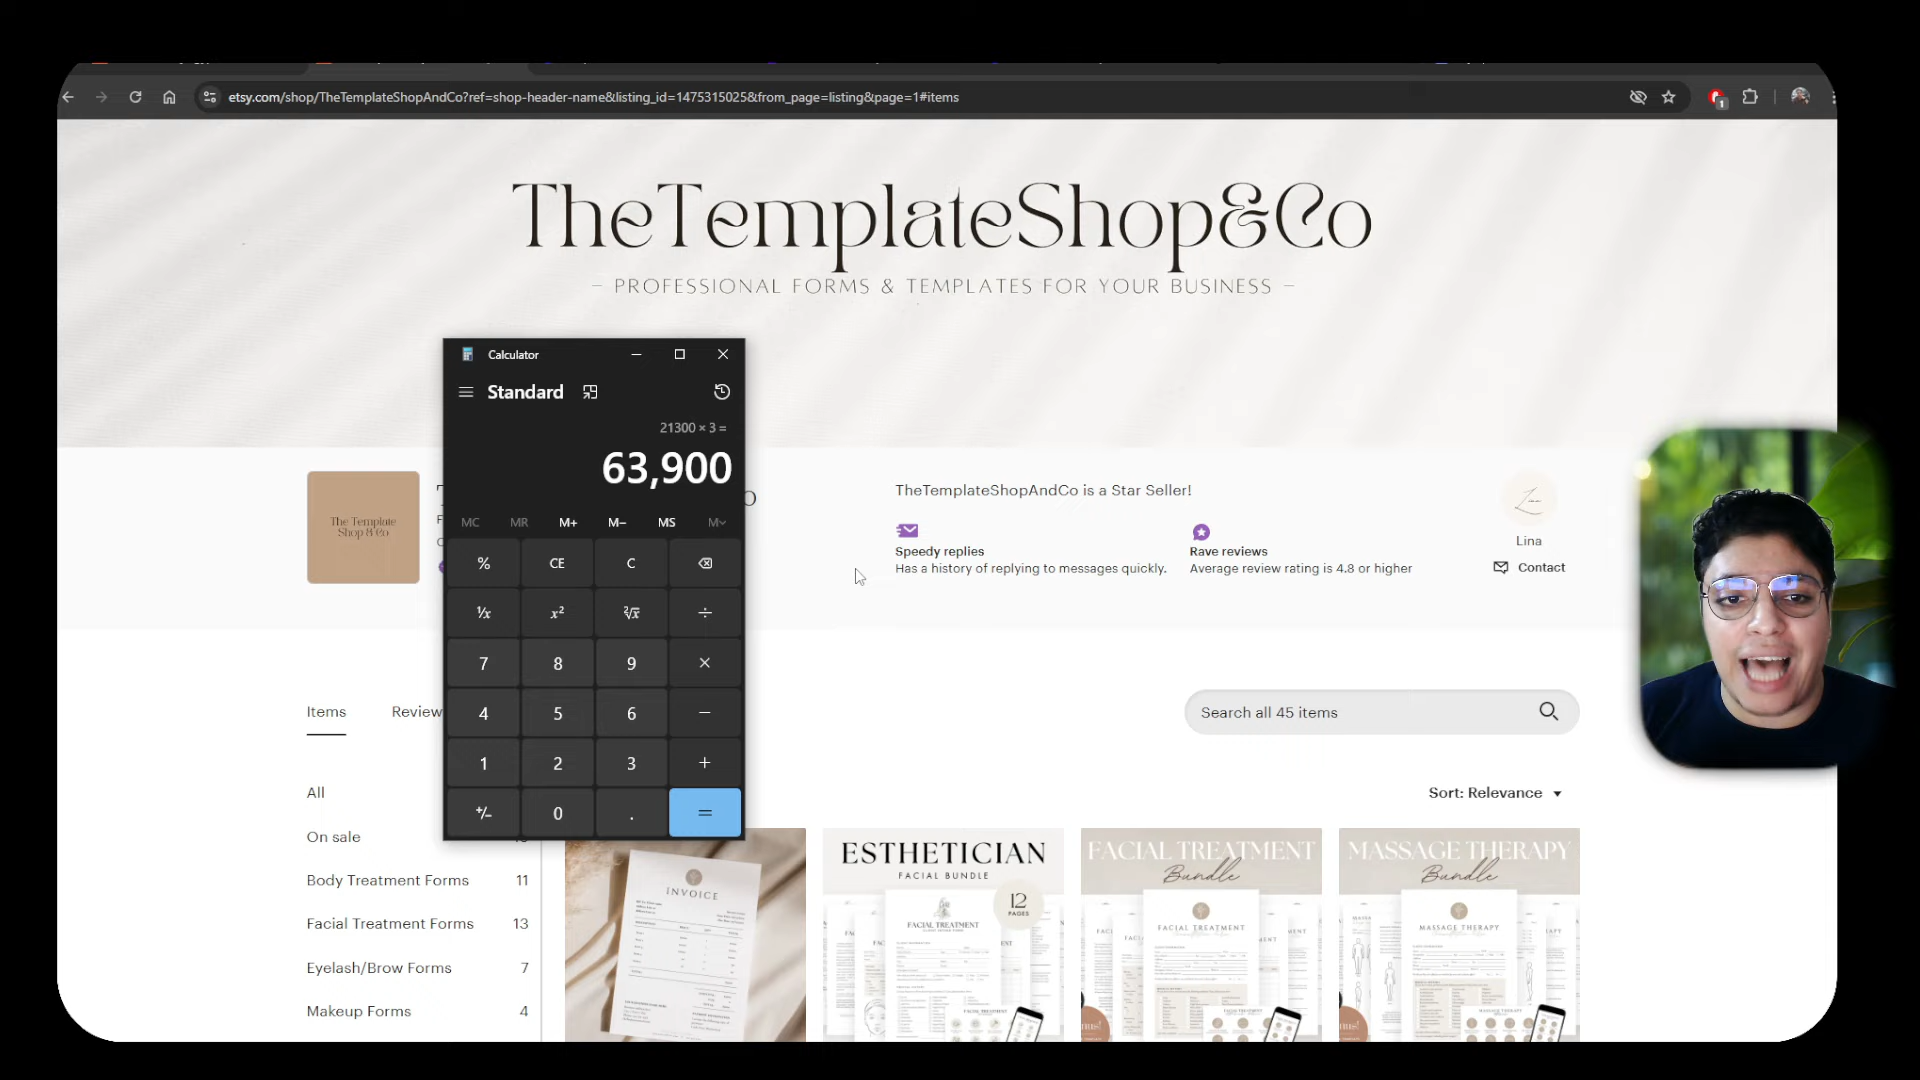 etsy.com/shop/TheTemplateShopAndCo?ref=shop-header-name&listing_id=1475315025&from_page=listing&page=1#items
1
TheTemplateShop&Co
– PROFESSIONAL FORMS & TEMPLATES FOR YOUR BUSINESS –
Calculator
Standard
21300 × 3 =
63,900
MC MR M+ M− MS M
% CE C
¹/x x² ²√x ÷
7 8 9 ×
4 5 6 −
1 2 3 +
+/− 0 . =
The Template
Shop & Co
TheTemplateShopAndCo is a Star Seller!
Speedy replies
Has a history of replying to messages quickly.
Rave reviews
Average review rating is 4.8 or higher
Lina
Contact
Items
Review
Search all 45 items
Sort: Relevance
All
On sale
Body Treatment Forms 11
Facial Treatment Forms 13
Eyelash/Brow Forms 7
Makeup Forms 4
INVOICE
ESTHETICIAN
FACIAL BUNDLE
12
PAGES
FACIAL TREATMENT
FACIAL TREATMENT
Bundle
FACIAL TREATMENT
MASSAGE THERAPY
Bundle
MASSAGE THERAPY